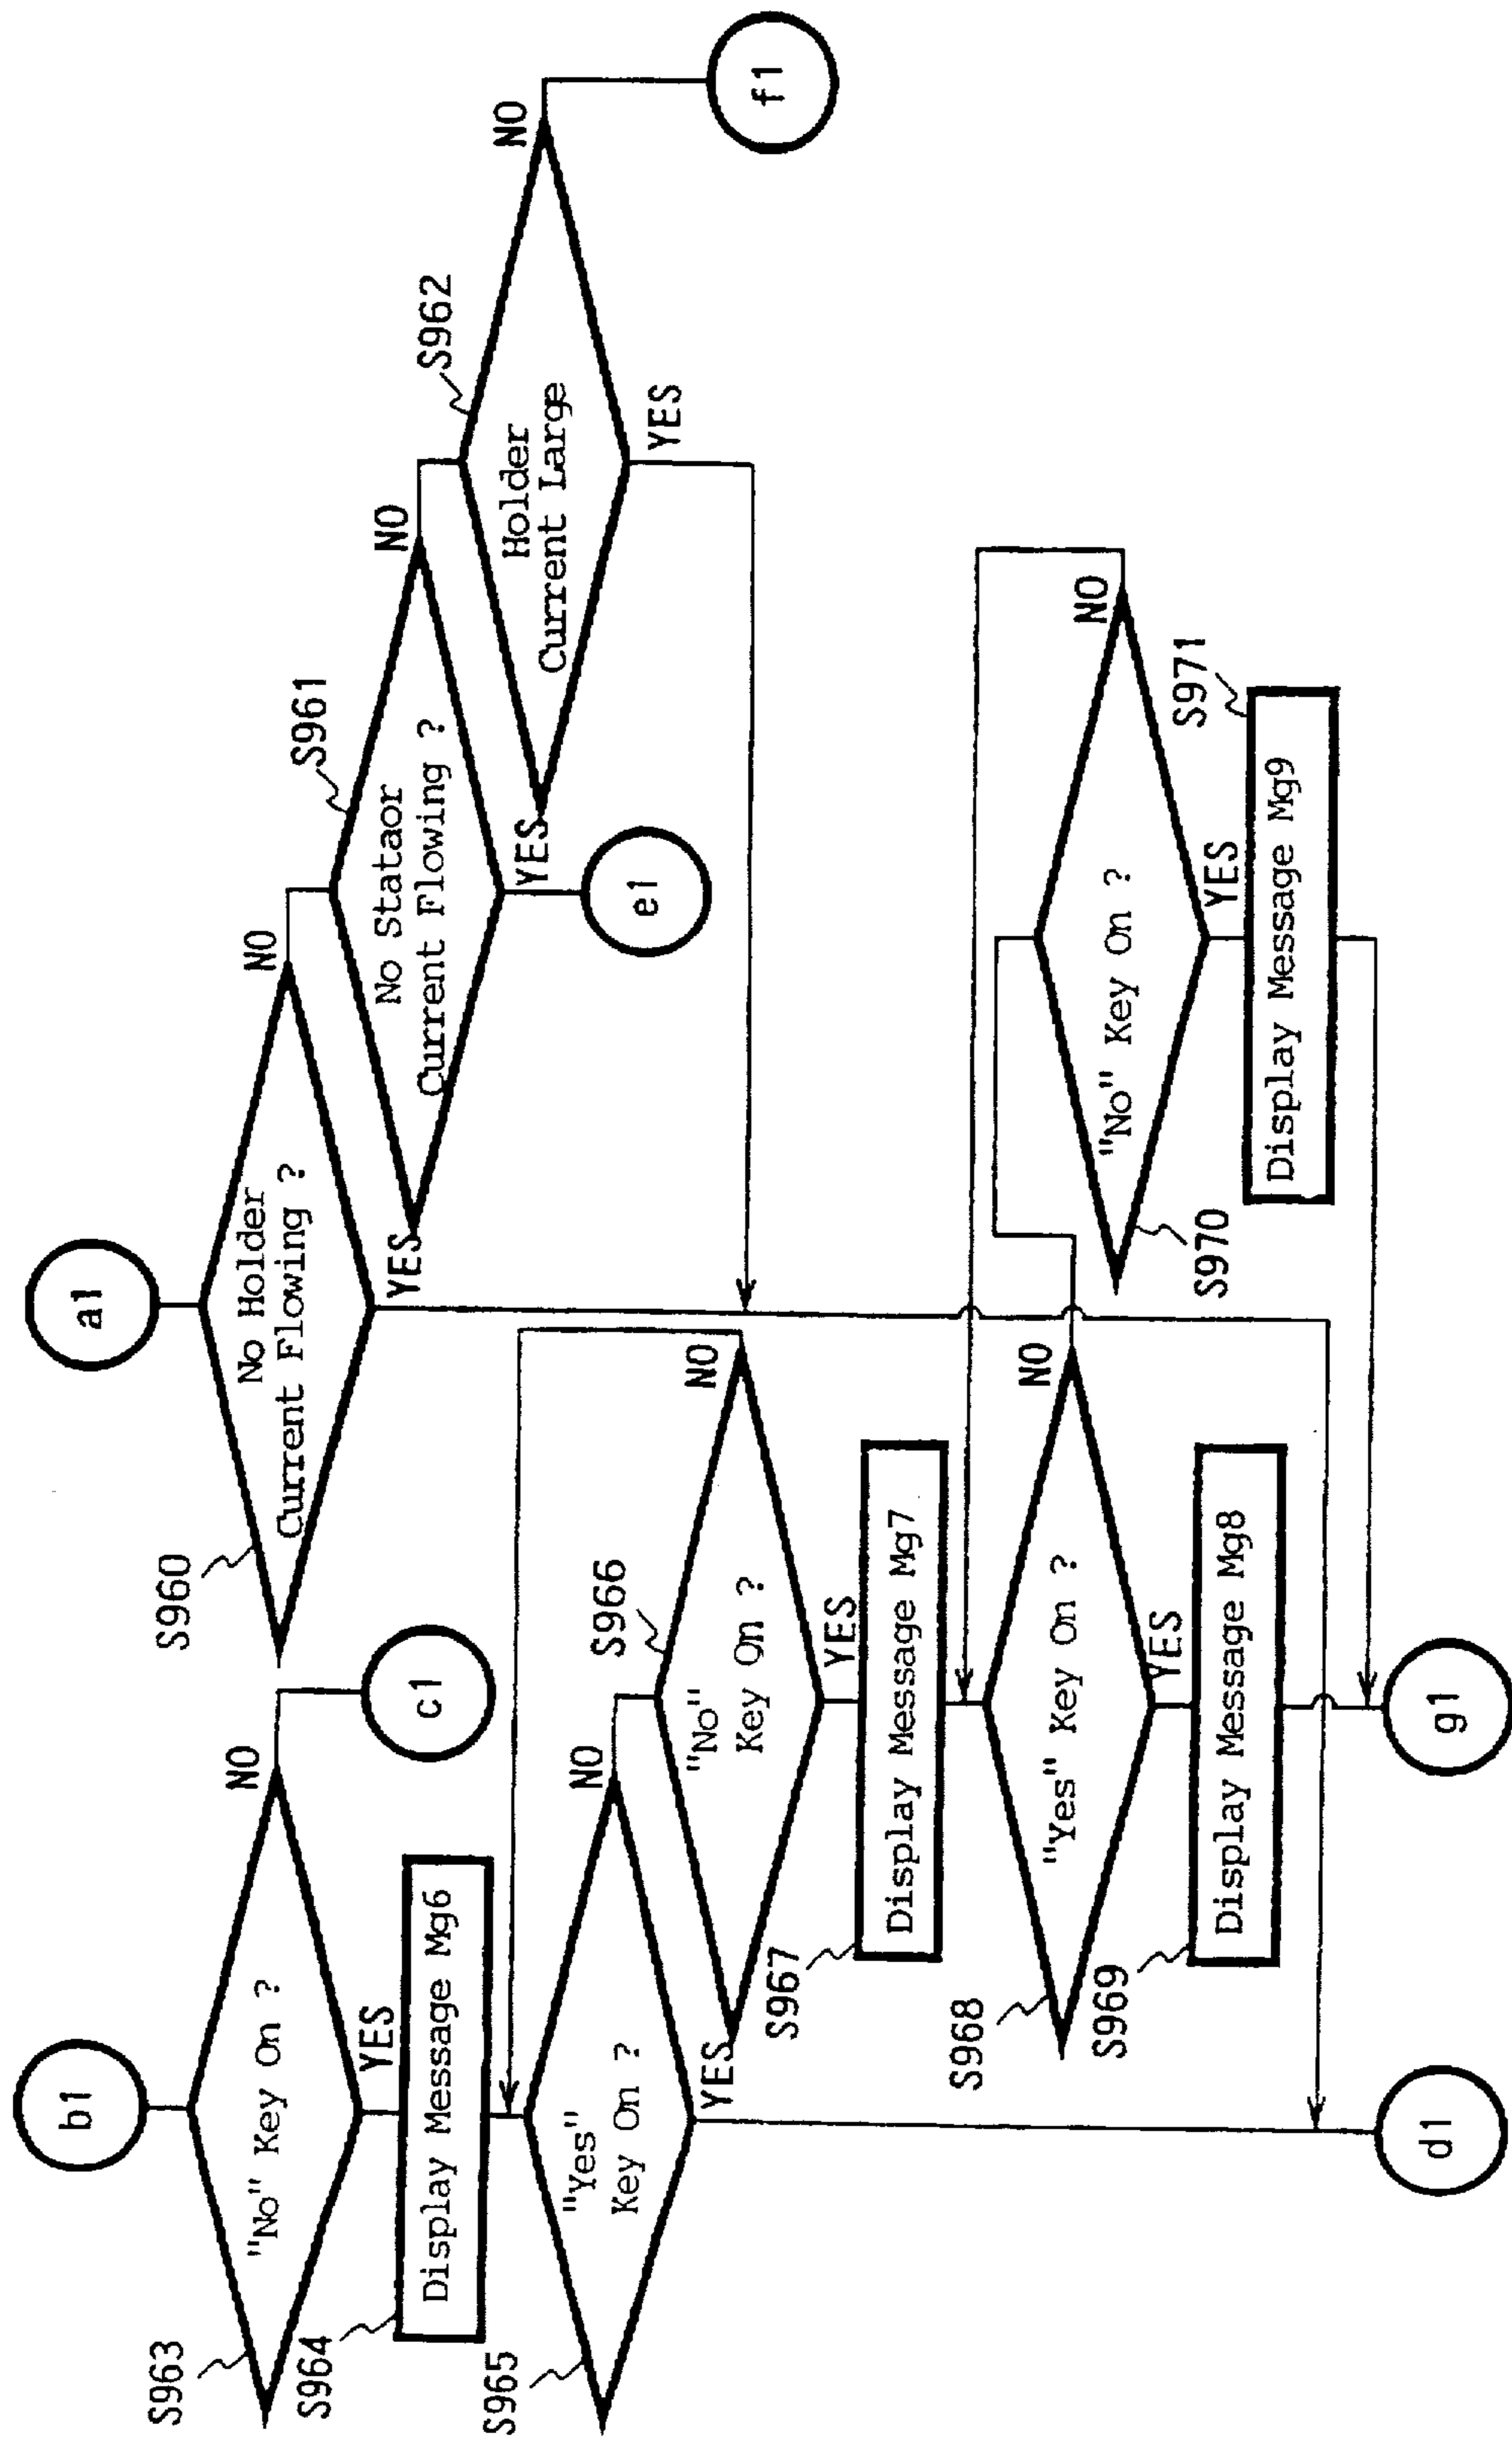 b1
S963
"No" Key On ?
NO
c1
YES
S964
Display Message Mg6
S965
"Yes"
Key On ?
NO
YES
S966
"No"
Key On ?
NO
YES
S967
Display Message Mg7
S968
"Yes" Key On ?
NO
YES
S969
Display Message Mg8
d1
g1
a1
S960
No Holder
Current Flowing ?
NO
YES
S961
No Stataor
Current Flowing ?
NO
YES
e1
S962
Holder
Current Large
NO
YES
f1
S970
"No" Key On ?
NO
YES
S971
Display Message Mg9